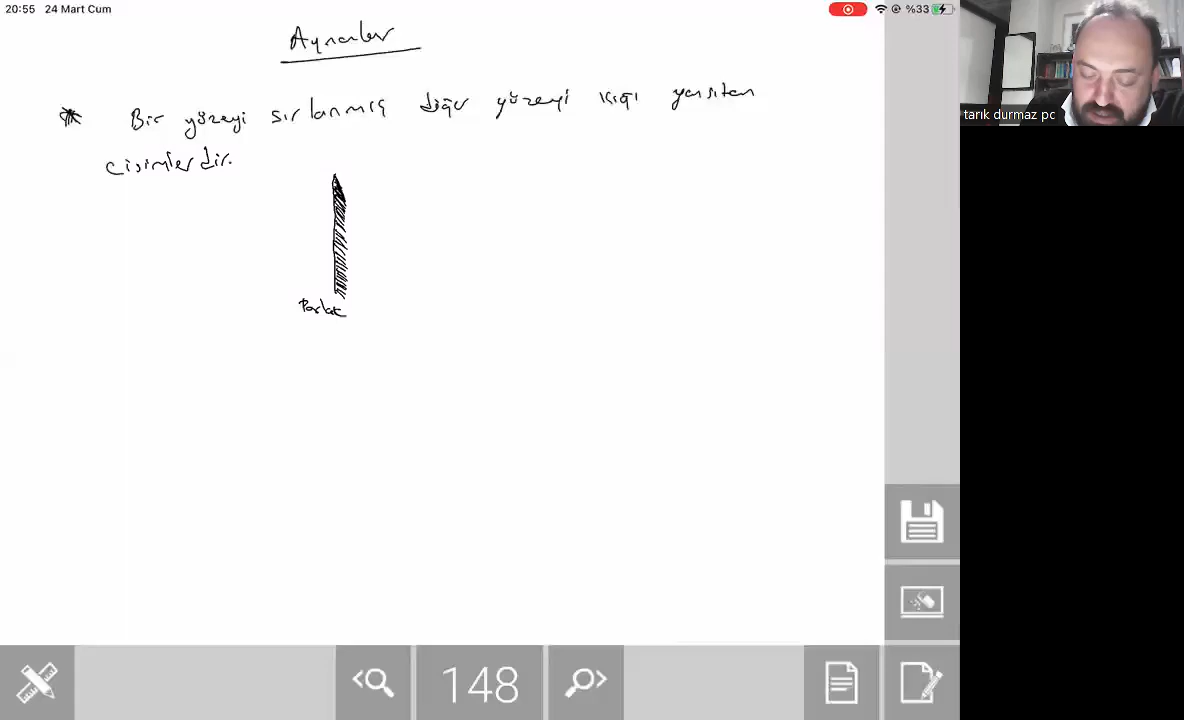 20:55 24 Mart Cum
%33
Aynalar
* Bir yüzeyi sırlanmış diğer yüzeyi ışığı yansıtan
cisimlerdir.
Parlak
148
tarık durmaz pc